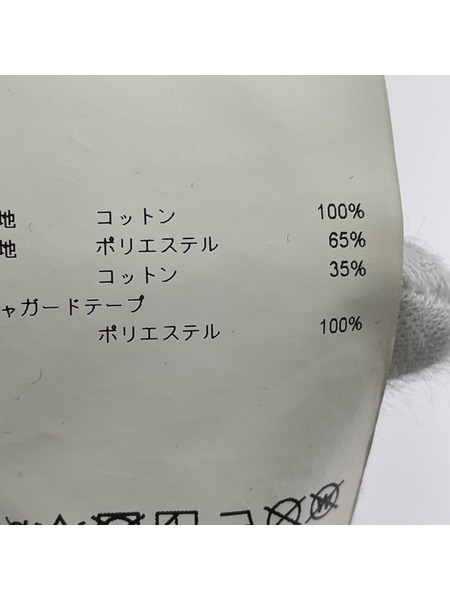 地 コットン 100%
地 ポリエステル 65%
コットン 35%
ャガードテープ
ポリエステル 100%